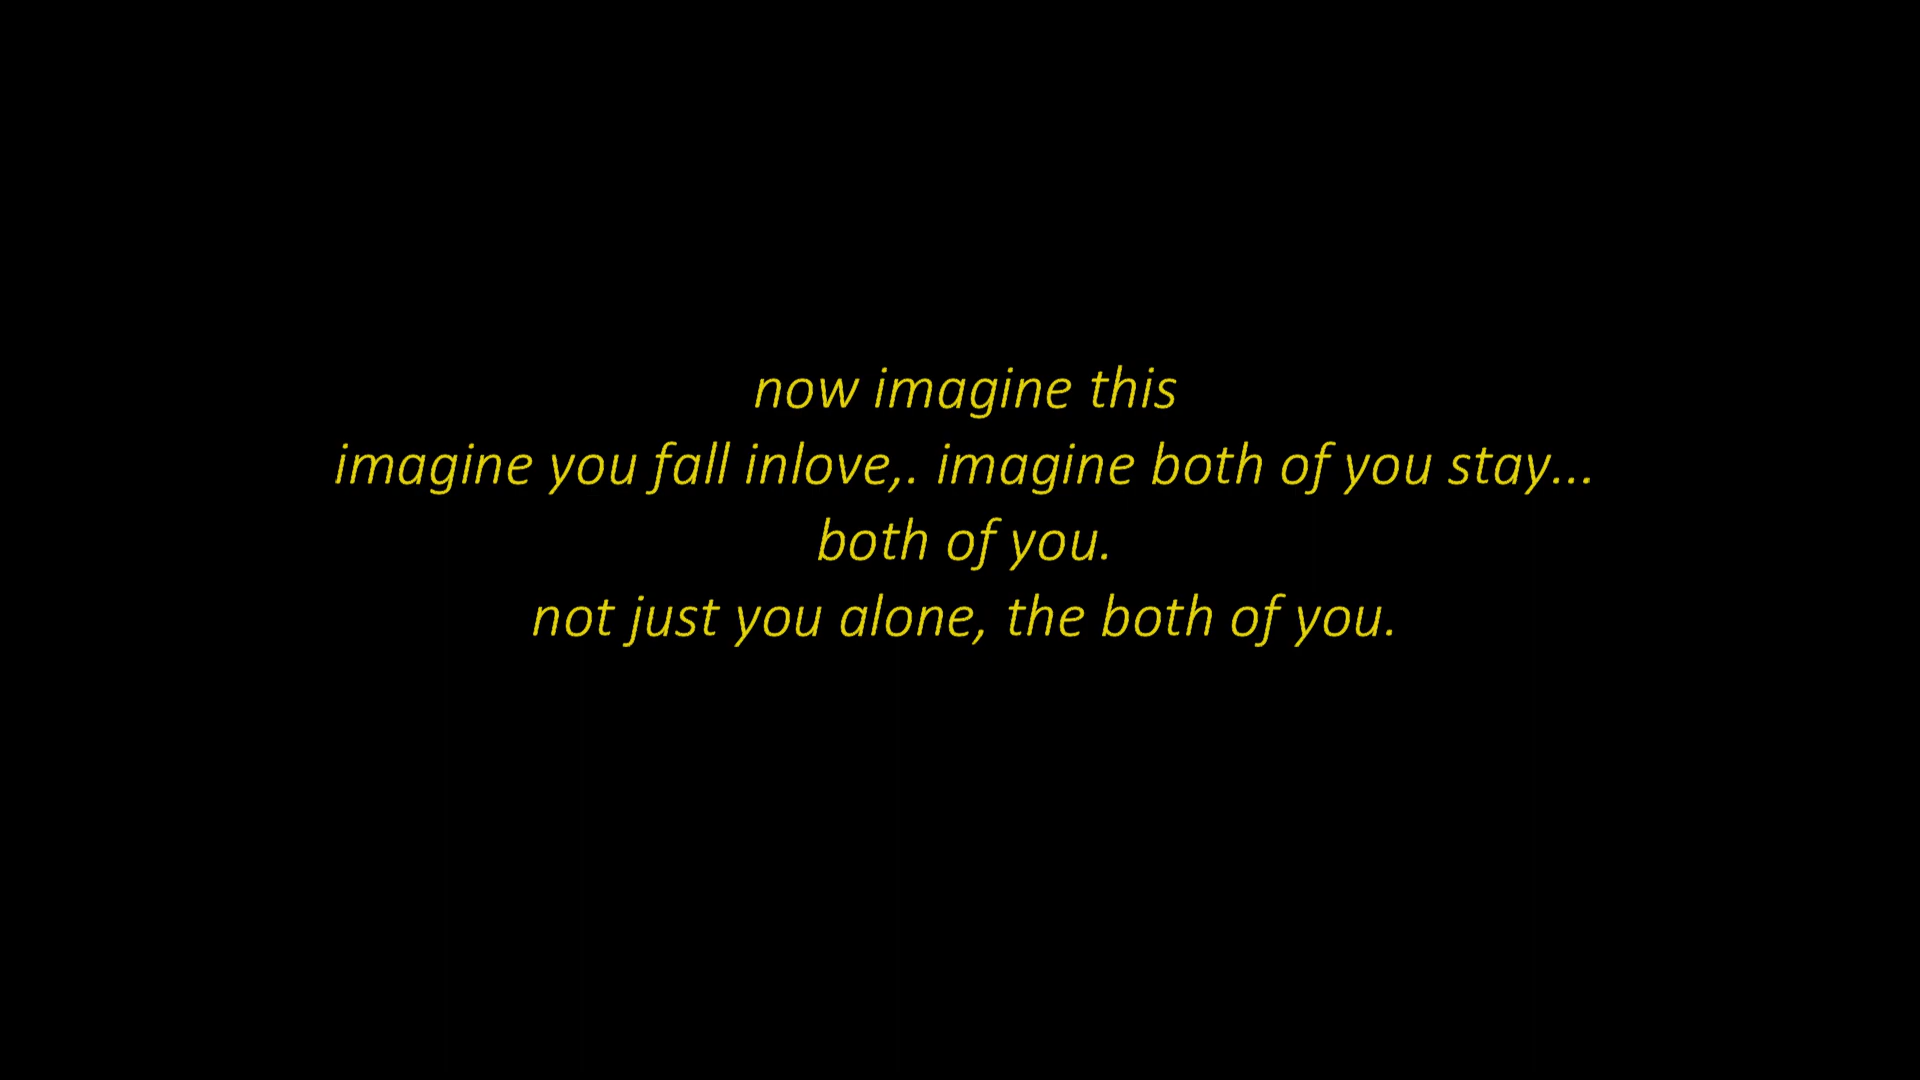 now imagine this
imagine you fall inlove,. imagine both of you stay...
both of you.
not just you alone, the both of you.